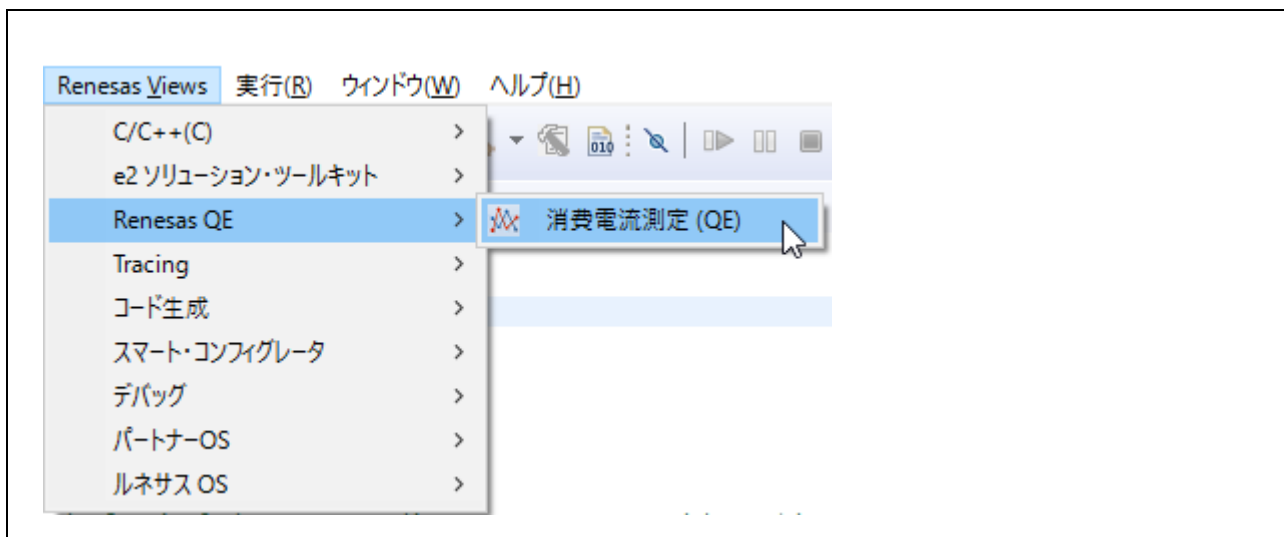 Renesas Views 実行(R) ウィンドウ(W) ヘルプ(H)
C/C++(C)
e2 ソリューション・ツールキット
Renesas QE
消費電流測定 (QE)
Tracing
コード生成
スマート・コンフィグレータ
デバッグ
パートナーOS
ルネサス OS
010